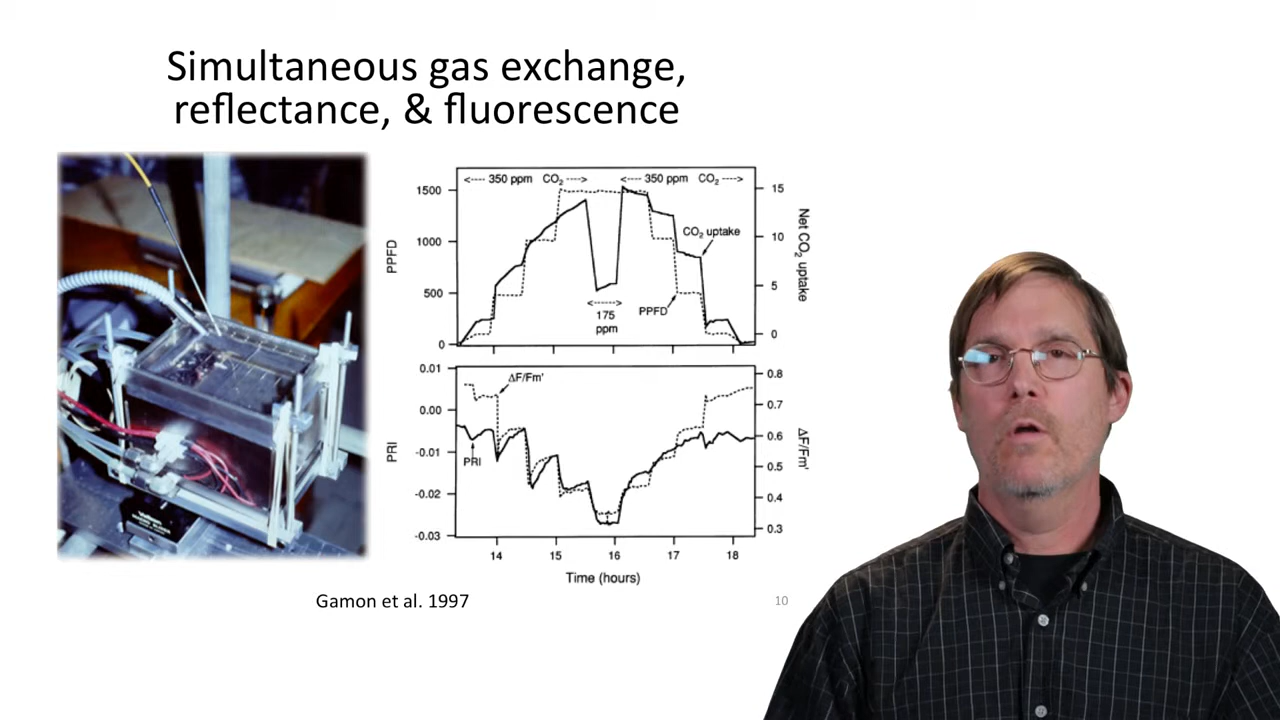 Simultaneous gas exchange,
reflectance, & fluorescence
350 ppm CO2
350 ppm CO2
1500
1000
500
0
PPFD
15
10
5
0
Net CO2 uptake
CO2 uptake
175
ppm
PPFD
0.01
0.00
-0.01
-0.02
-0.03
PRI
ΔF/Fm'
PRI
0.8
0.7
0.6
0.5
0.4
0.3
ΔF/Fm'
14 15 16 17 18
Time (hours)
Gamon et al. 1997
10